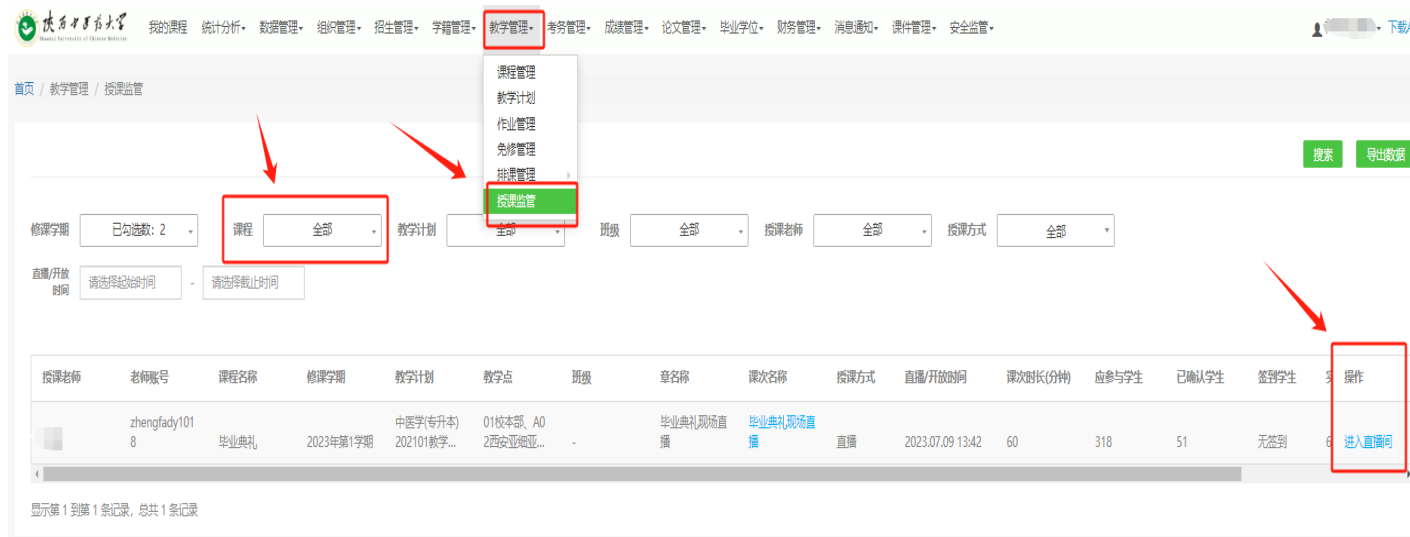 陕西中医药大学
Shaanxi University of Chinese Medicine
我的课程 统计分析 数据管理 组织管理 招生管理 学籍管理 教学管理 考务管理 成绩管理 论文管理 毕业学位 财务管理 消息通知 课件管理 安全监管 下载A
首页 / 教学管理 / 授课监管
课程管理
教学计划
作业管理
免修管理
排课管理
授课监管
搜索 导出数据
修课学期 已勾选数：2 课程 全部 教学计划 全部 班级 全部 授课老师 全部 授课方式 全部
直播/开放
时间 请选择起始时间 - 请选择截止时间
授课老师 老师账号 课程名称 修课学期 教学计划 教学点 班级 章名称 课次名称 授课方式 直播/开放时间 课次时长(分钟) 应参与学生 已确认学生 签到学生 操作
zhengfady101 中医学(专升本) 01校本部、A0 毕业典礼现场直 毕业典礼现场直
8 毕业典礼 2023年第1学期 202101教学... 2西安亚细亚... - 播 播 直播 2023.07.09 13:42 60 318 51 无签到 6 进入直播间
显示第 1 到第 1 条记录，总共 1 条记录